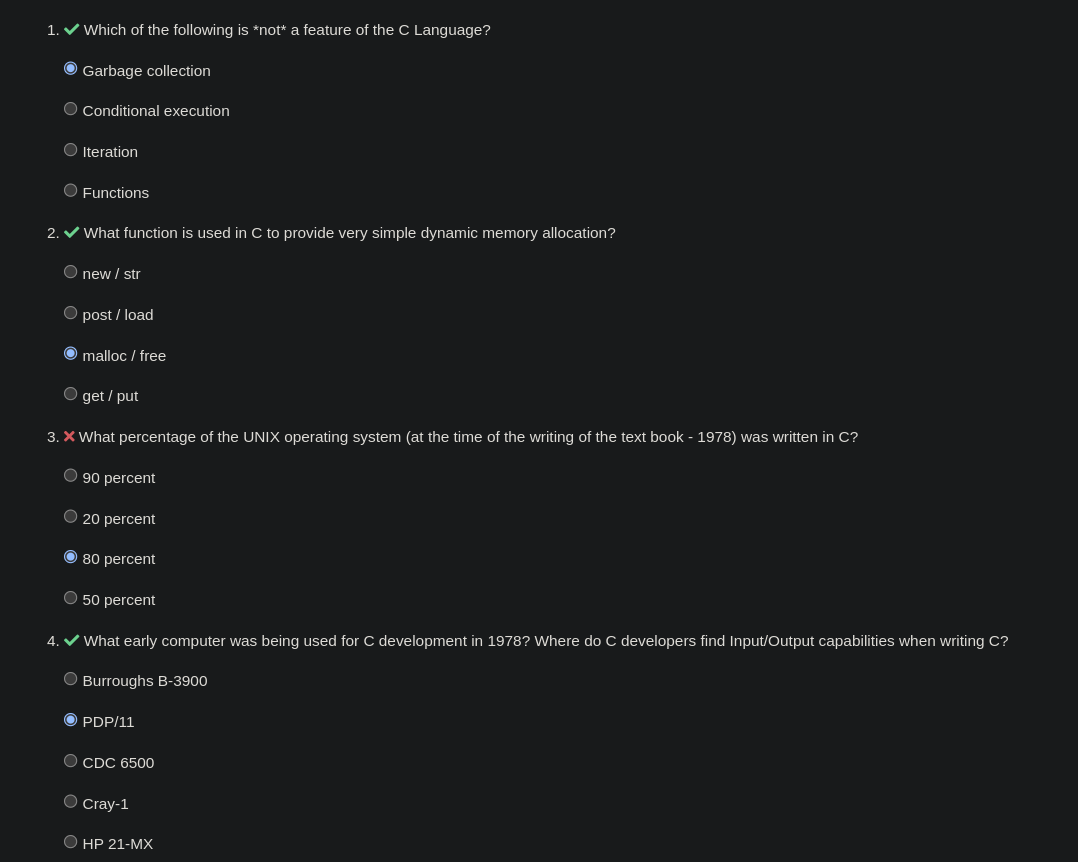 1. Which of the following is *not* a feature of the C Language?
Garbage collection
Conditional execution
Iteration
Functions
2. What function is used in C to provide very simple dynamic memory allocation?
new / str
post / load
malloc / free
get / put
3. What percentage of the UNIX operating system (at the time of the writing of the text book - 1978) was written in C?
90 percent
20 percent
80 percent
50 percent
4. What early computer was being used for C development in 1978? Where do C developers find Input/Output capabilities when writing C?
Burroughs B-3900
PDP/11
CDC 6500
Cray-1
HP 21-MX